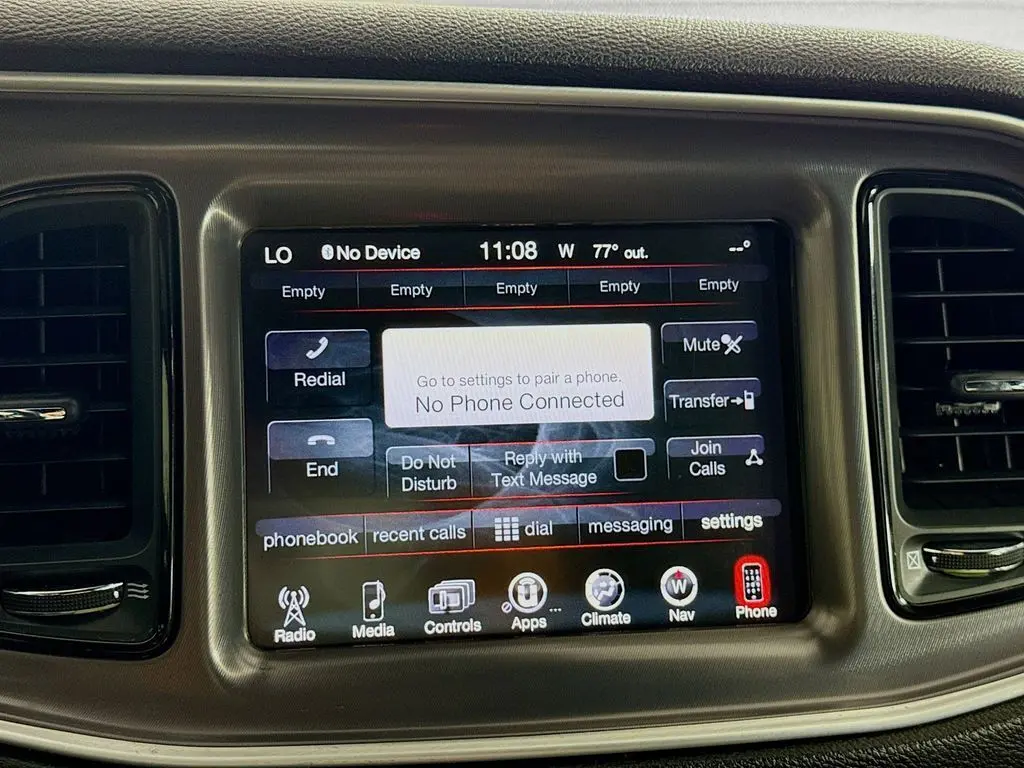 LO No Device 11:08 W 77° out. --°
Empty Empty Empty Empty Empty
Redial
Go to settings to pair a phone.
No Phone Connected
Mute
Transfer
End
Do Not
Disturb
Reply with
Text Message
Join
Calls
phonebook recent calls dial messaging settings
Radio Media Controls Apps ... Climate W Nav Phone